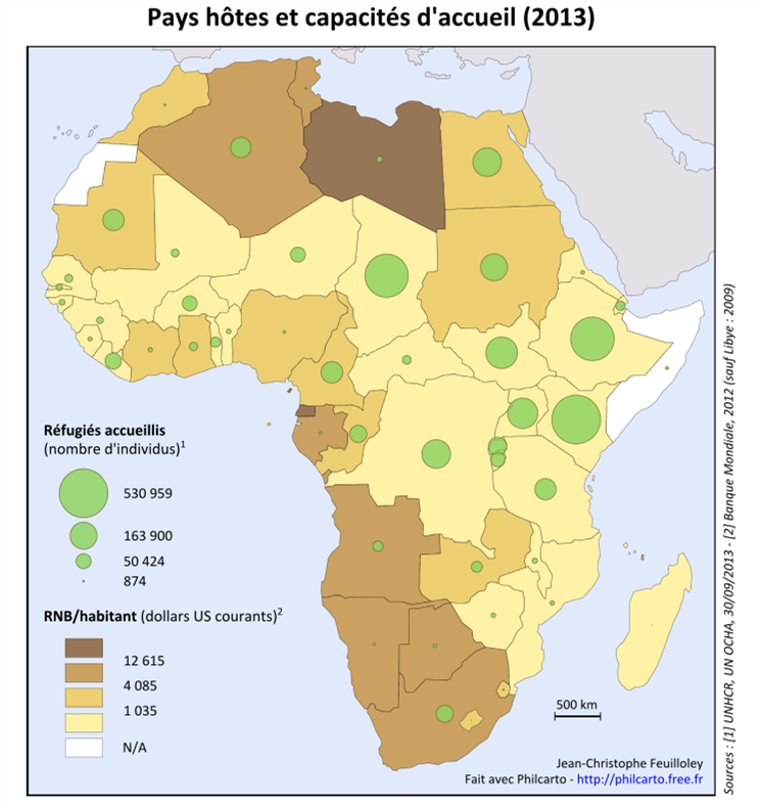 Pays hôtes et capacités d'accueil (2013)
Réfugiés accueillis
(nombre d'individus)¹
530 959
163 900
50 424
874
RNB/habitant (dollars US courants)²
12 615
4 085
1 035
N/A
500 km
Jean-Christophe Feuilloley
Fait avec Philcarto - http://philcarto.free.fr
Sources : [1] UNHCR, UN OCHA, 30/09/2013 - [2] Banque Mondiale, 2012 (sauf Libye : 2009)